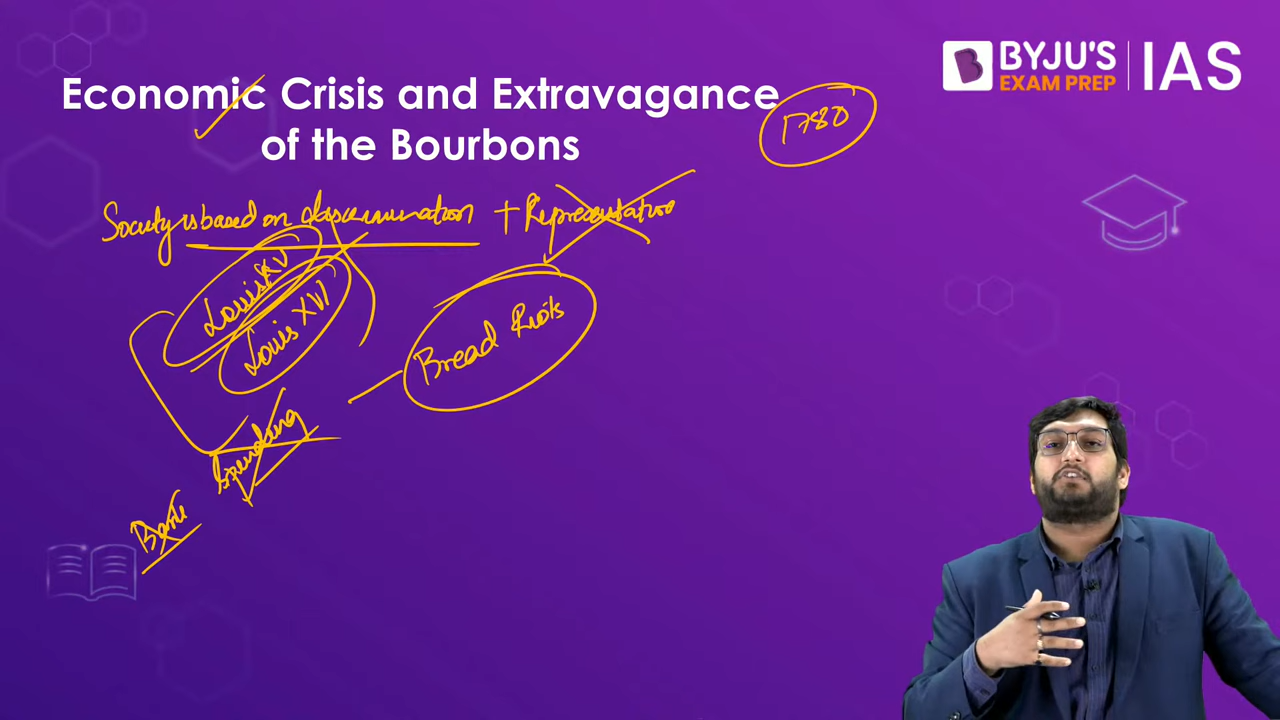 BYJU'S
EXAM PREP
IAS
Economic Crisis and Extravagance
of the Bourbons
1780
Society is based on discrimination + Representative
Louis XV
Louis XVI
Bread Riots
Spending